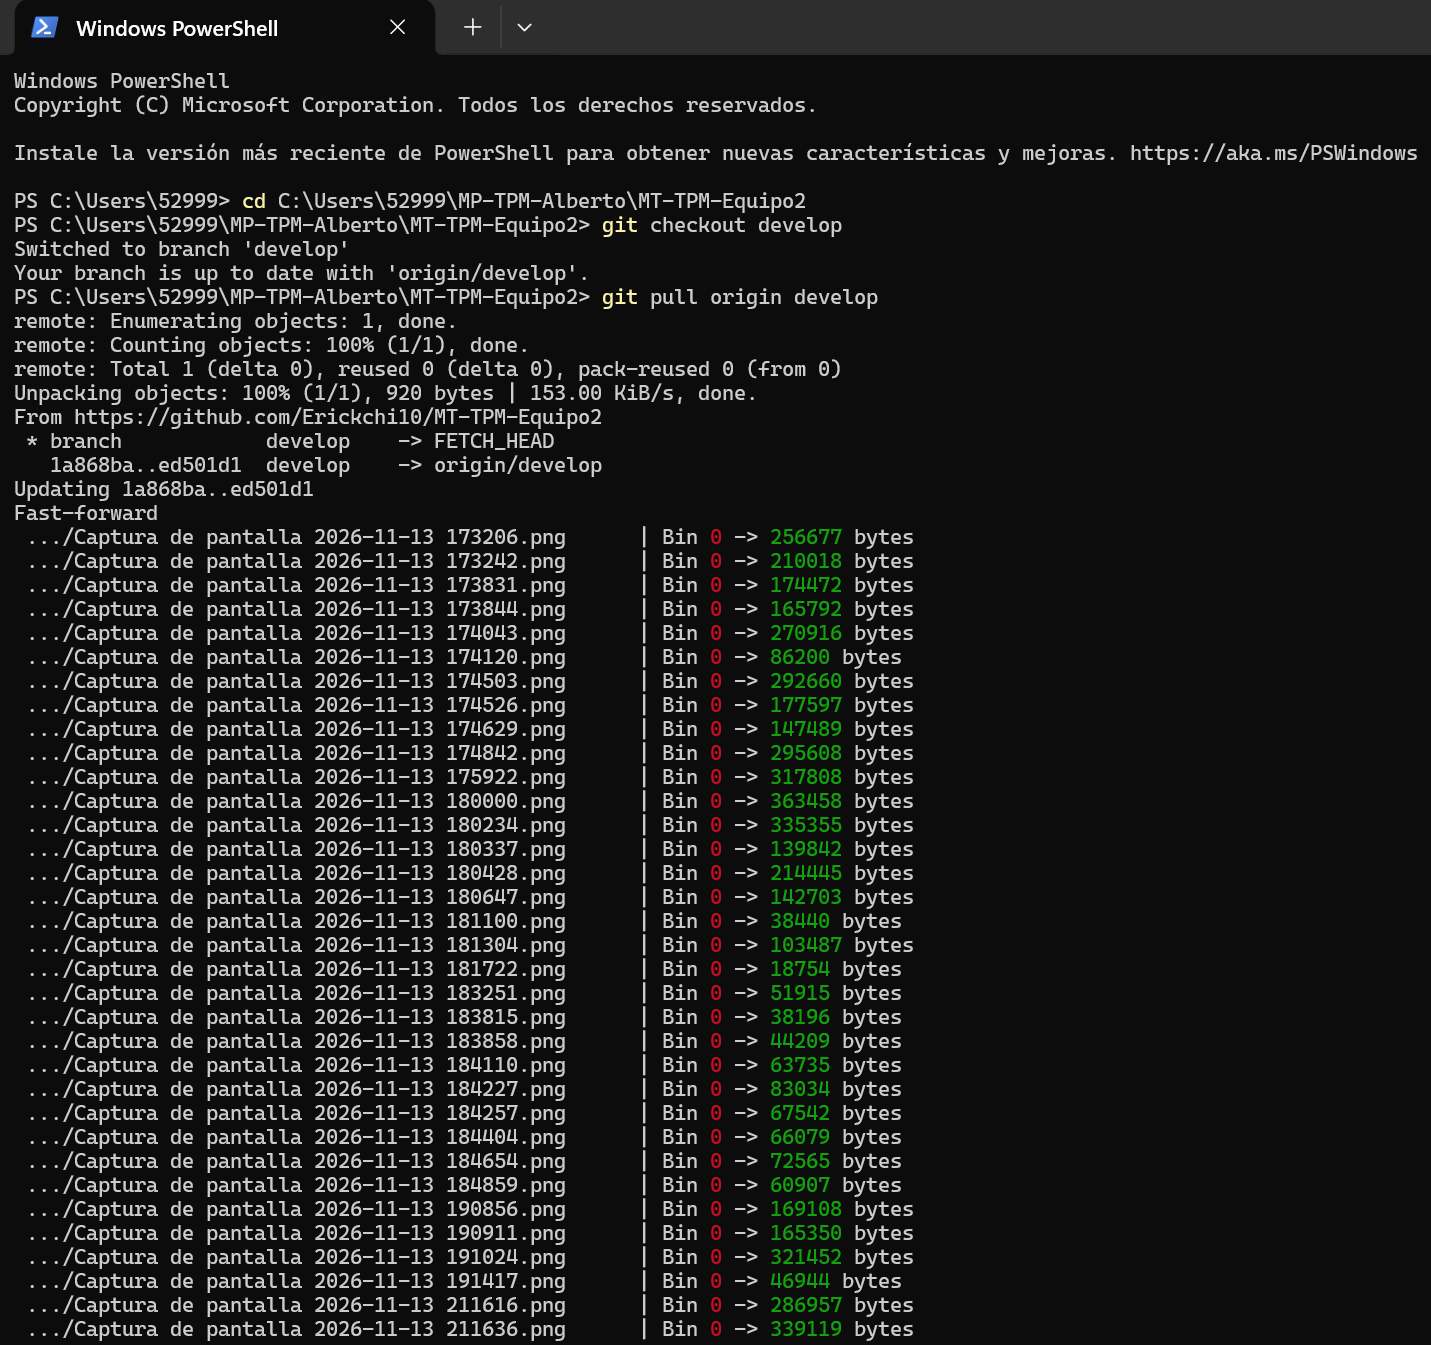 Windows PowerShell
Windows PowerShell
Copyright (C) Microsoft Corporation. Todos los derechos reservados.
Instale la versión más reciente de PowerShell para obtener nuevas características y mejoras. https://aka.ms/PSWindows
PS C:\Users\52999> cd C:\Users\52999\MP-TPM-Alberto\MT-TPM-Equipo2
PS C:\Users\52999\MP-TPM-Alberto\MT-TPM-Equipo2> git checkout develop
Switched to branch 'develop'
Your branch is up to date with 'origin/develop'.
PS C:\Users\52999\MP-TPM-Alberto\MT-TPM-Equipo2> git pull origin develop
remote: Enumerating objects: 1, done.
remote: Counting objects: 100% (1/1), done.
remote: Total 1 (delta 0), reused 0 (delta 0), pack-reused 0 (from 0)
Unpacking objects: 100% (1/1), 920 bytes | 153.00 KiB/s, done.
From https://github.com/Erickchi10/MT-TPM-Equipo2
 * branch            develop    -> FETCH_HEAD
   1a868ba..ed501d1  develop    -> origin/develop
Updating 1a868ba..ed501d1
Fast-forward
 .../Captura de pantalla 2026-11-13 173206.png      | Bin 0 -> 256677 bytes
 .../Captura de pantalla 2026-11-13 173242.png      | Bin 0 -> 210018 bytes
 .../Captura de pantalla 2026-11-13 173831.png      | Bin 0 -> 174472 bytes
 .../Captura de pantalla 2026-11-13 173844.png      | Bin 0 -> 165792 bytes
 .../Captura de pantalla 2026-11-13 174043.png      | Bin 0 -> 270916 bytes
 .../Captura de pantalla 2026-11-13 174120.png      | Bin 0 -> 86200 bytes
 .../Captura de pantalla 2026-11-13 174503.png      | Bin 0 -> 292660 bytes
 .../Captura de pantalla 2026-11-13 174526.png      | Bin 0 -> 177597 bytes
 .../Captura de pantalla 2026-11-13 174629.png      | Bin 0 -> 147489 bytes
 .../Captura de pantalla 2026-11-13 174842.png      | Bin 0 -> 295608 bytes
 .../Captura de pantalla 2026-11-13 175922.png      | Bin 0 -> 317808 bytes
 .../Captura de pantalla 2026-11-13 180000.png      | Bin 0 -> 363458 bytes
 .../Captura de pantalla 2026-11-13 180234.png      | Bin 0 -> 335355 bytes
 .../Captura de pantalla 2026-11-13 180337.png      | Bin 0 -> 139842 bytes
 .../Captura de pantalla 2026-11-13 180428.png      | Bin 0 -> 214445 bytes
 .../Captura de pantalla 2026-11-13 180647.png      | Bin 0 -> 142703 bytes
 .../Captura de pantalla 2026-11-13 181100.png      | Bin 0 -> 38440 bytes
 .../Captura de pantalla 2026-11-13 181304.png      | Bin 0 -> 103487 bytes
 .../Captura de pantalla 2026-11-13 181722.png      | Bin 0 -> 18754 bytes
 .../Captura de pantalla 2026-11-13 183251.png      | Bin 0 -> 51915 bytes
 .../Captura de pantalla 2026-11-13 183815.png      | Bin 0 -> 38196 bytes
 .../Captura de pantalla 2026-11-13 183858.png      | Bin 0 -> 44209 bytes
 .../Captura de pantalla 2026-11-13 184110.png      | Bin 0 -> 63735 bytes
 .../Captura de pantalla 2026-11-13 184227.png      | Bin 0 -> 83034 bytes
 .../Captura de pantalla 2026-11-13 184257.png      | Bin 0 -> 67542 bytes
 .../Captura de pantalla 2026-11-13 184404.png      | Bin 0 -> 66079 bytes
 .../Captura de pantalla 2026-11-13 184654.png      | Bin 0 -> 72565 bytes
 .../Captura de pantalla 2026-11-13 184859.png      | Bin 0 -> 60907 bytes
 .../Captura de pantalla 2026-11-13 190856.png      | Bin 0 -> 169108 bytes
 .../Captura de pantalla 2026-11-13 190911.png      | Bin 0 -> 165350 bytes
 .../Captura de pantalla 2026-11-13 191024.png      | Bin 0 -> 321452 bytes
 .../Captura de pantalla 2026-11-13 191417.png      | Bin 0 -> 46944 bytes
 .../Captura de pantalla 2026-11-13 211616.png      | Bin 0 -> 286957 bytes
 .../Captura de pantalla 2026-11-13 211636.png      | Bin 0 -> 339119 bytes